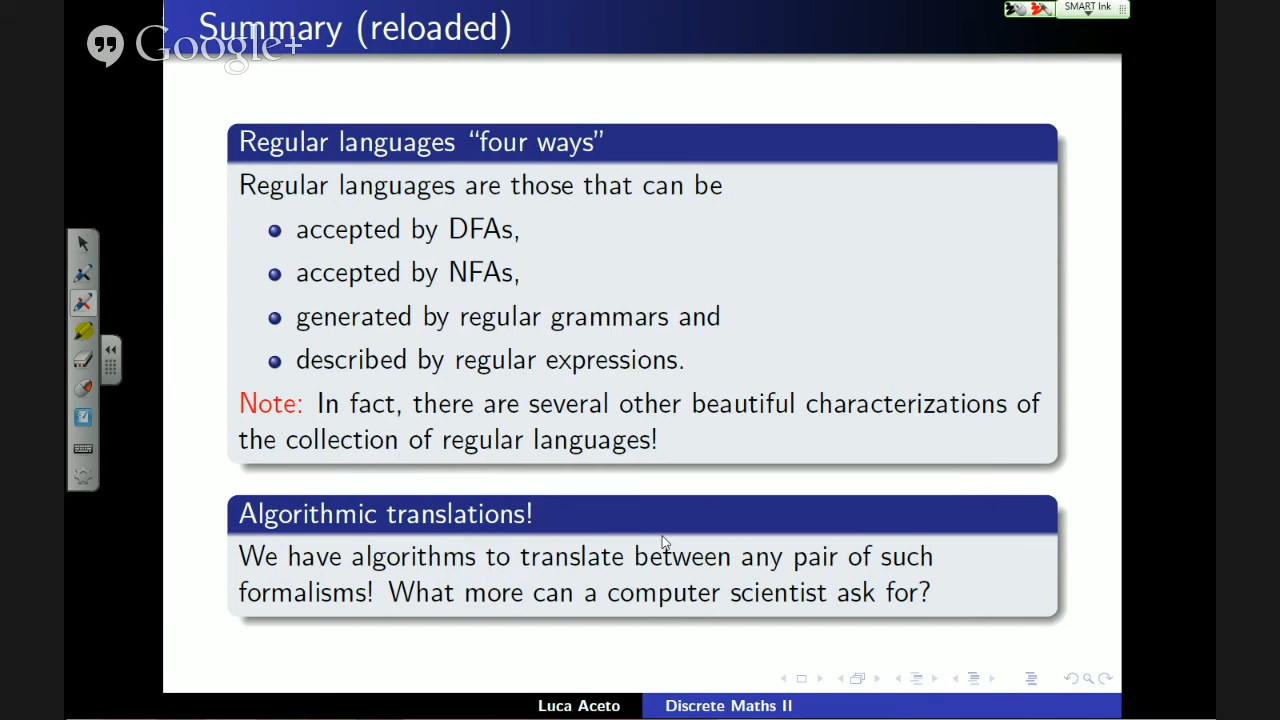 SMART Ink
Summary (reloaded)
Google+
Regular languages “four ways”
Regular languages are those that can be
accepted by DFAs,
accepted by NFAs,
generated by regular grammars and
described by regular expressions.
Note: In fact, there are several other beautiful characterizations of
the collection of regular languages!
Algorithmic translations!
We have algorithms to translate between any pair of such
formalisms! What more can a computer scientist ask for?
Luca Aceto
Discrete Maths II